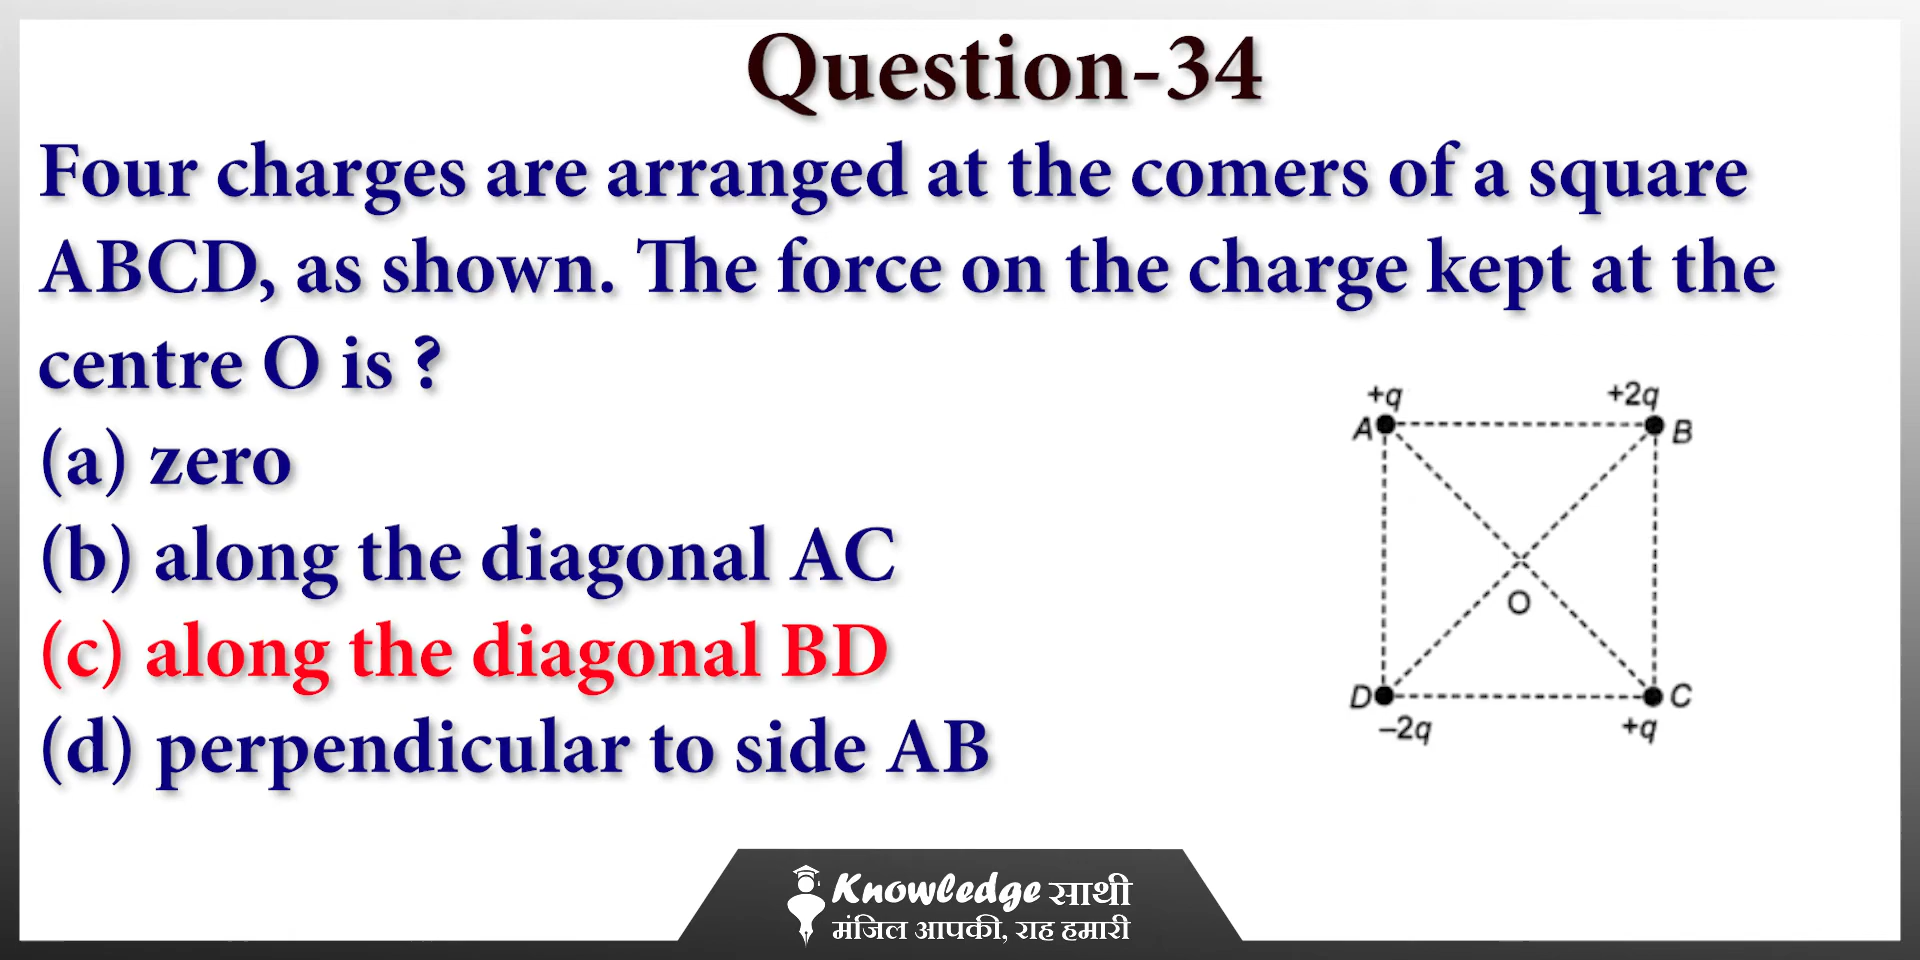 Question-34
Four charges are arranged at the comers of a square
ABCD, as shown. The force on the charge kept at the
centre O is ?
(a) zero
(b) along the diagonal AC
(c) along the diagonal BD
(d) perpendicular to side AB
+q +2q
A B
O
D C
−2q +q
Knowledge साथी
मंजिल आपकी, राह हमारी